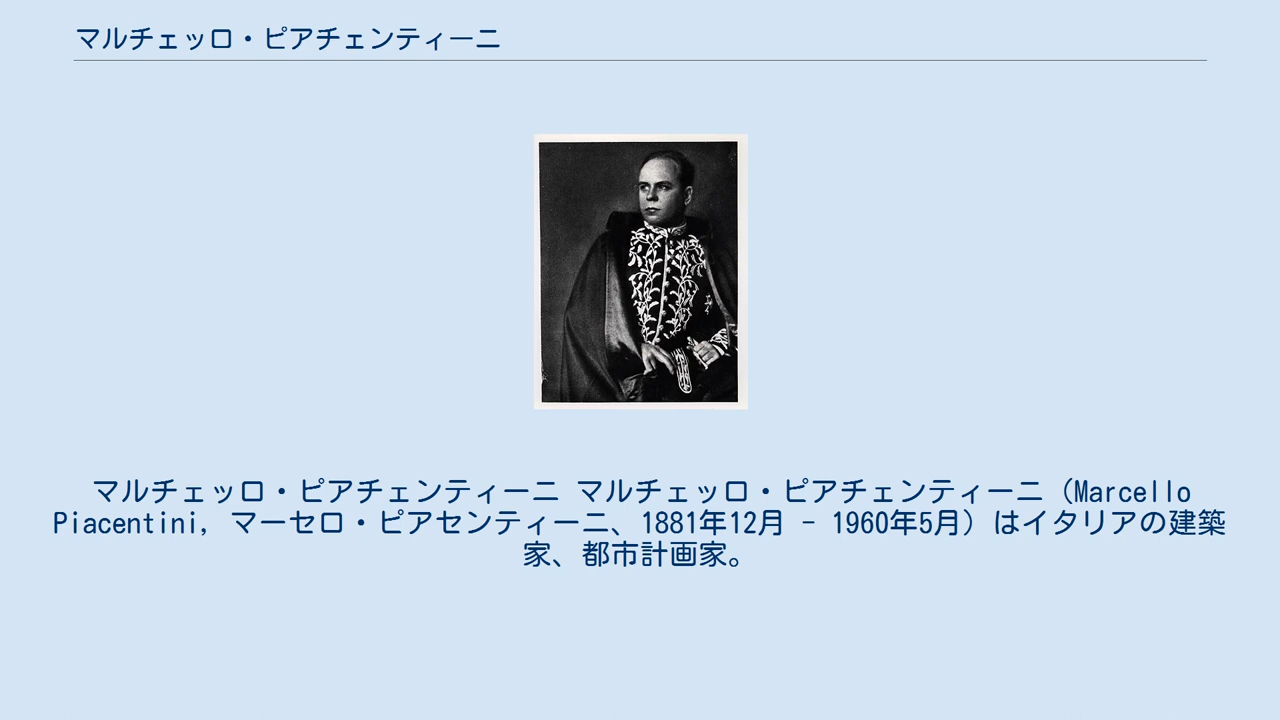 マルチェッロ・ピアチェンティーニ
マルチェッロ・ピアチェンティーニ マルチェッロ・ピアチェンティーニ（Marcello
Piacentini, マーセロ・ピアセンティーニ、1881年12月 - 1960年5月）はイタリアの建築
家、都市計画家。